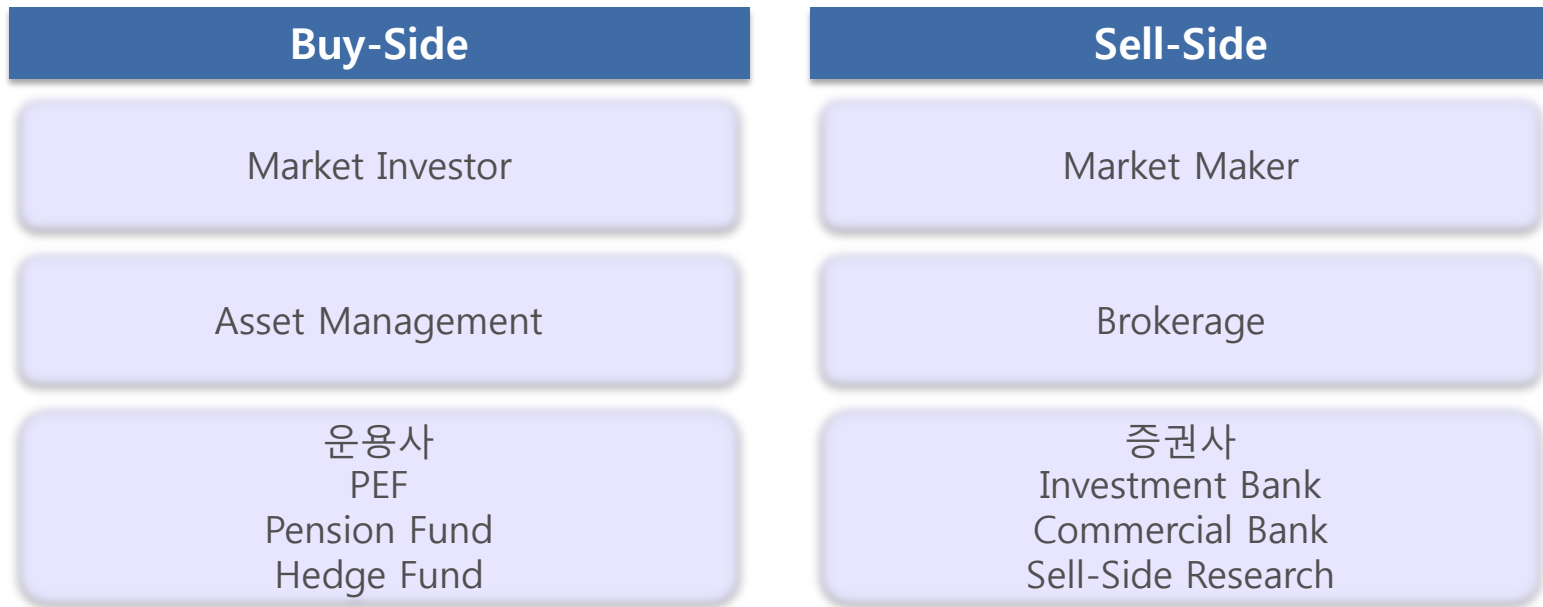 Buy-Side
Market Investor
Asset Management
운용사
PEF
Pension Fund
Hedge Fund
Sell-Side
Market Maker
Brokerage
증권사
Investment Bank
Commercial Bank
Sell-Side Research